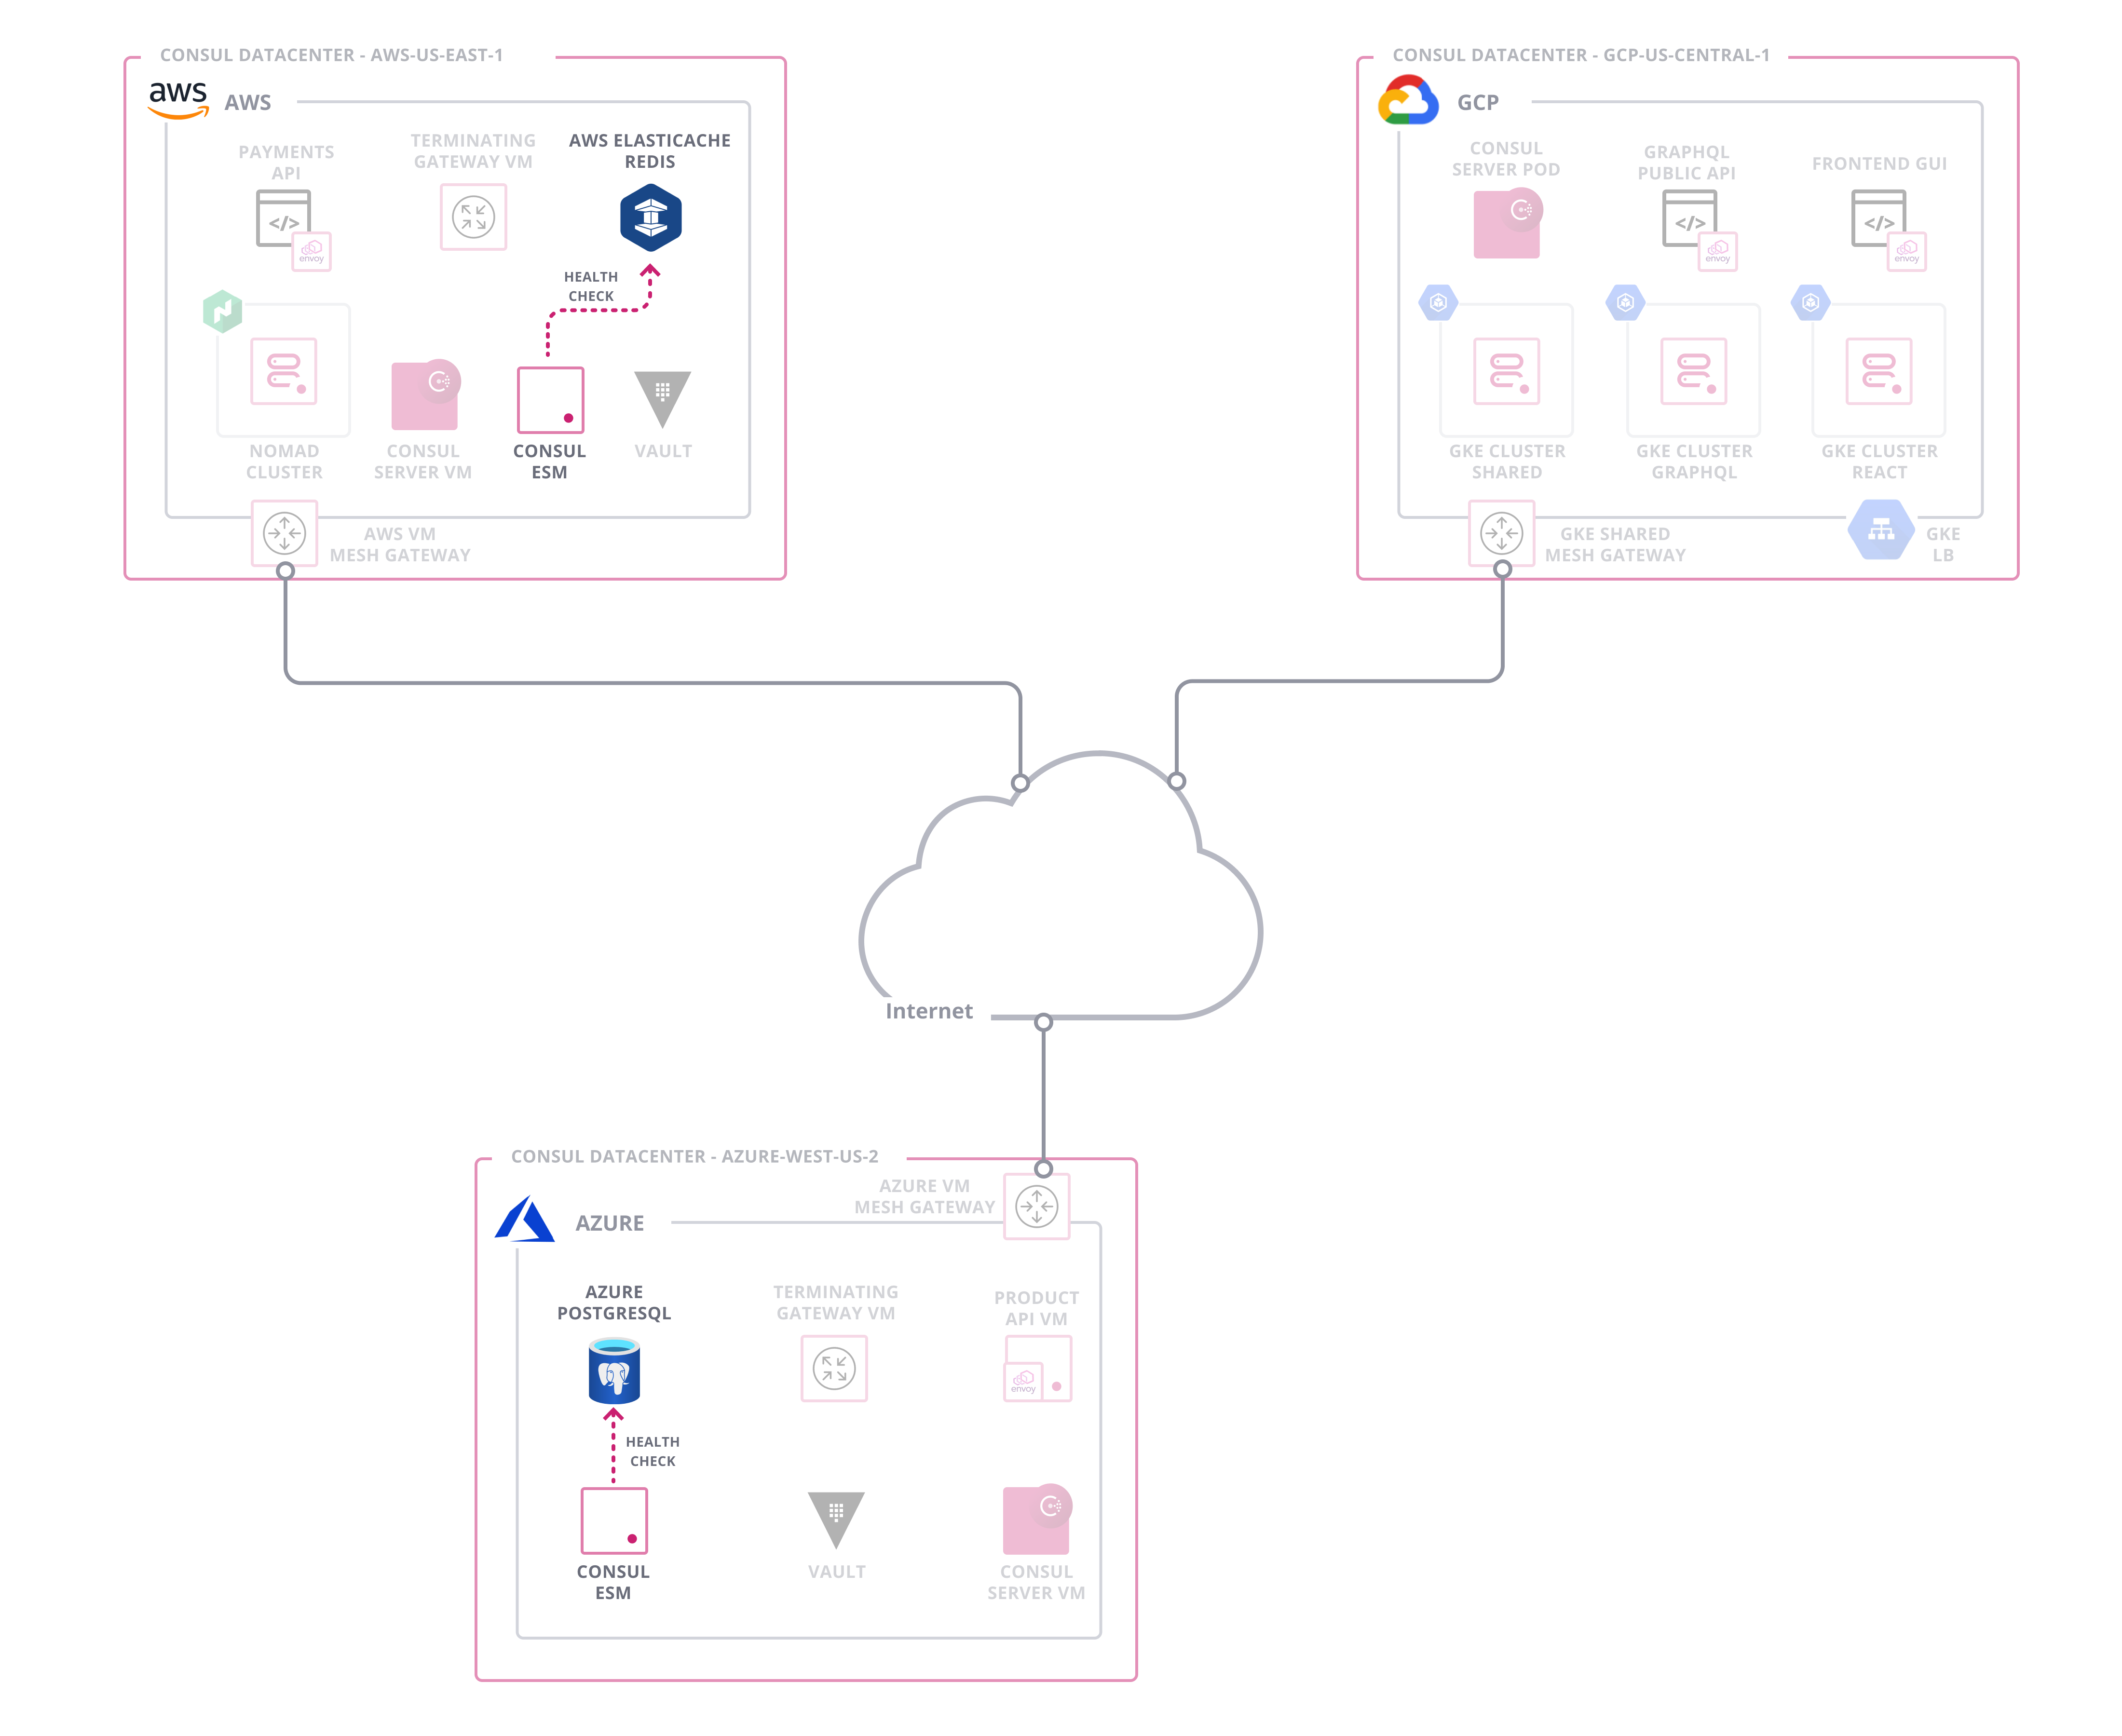 CONSUL DATACENTER - AWS-US-EAST-1
aws
AWS
PAYMENTS
API
envoy
TERMINATING
GATEWAY VM
AWS ELASTICACHE
REDIS
HEALTH
CHECK
NOMAD
CLUSTER
CONSUL
SERVER VM
CONSUL
ESM
VAULT
AWS VM
MESH GATEWAY
CONSUL DATACENTER - GCP-US-CENTRAL-1
GCP
CONSUL
SERVER POD
GRAPHQL
PUBLIC API
envoy
FRONTEND GUI
envoy
GKE CLUSTER
SHARED
GKE CLUSTER
GRAPHQL
GKE CLUSTER
REACT
GKE SHARED
MESH GATEWAY
GKE
LB
Internet
CONSUL DATACENTER - AZURE-WEST-US-2
AZURE VM
MESH GATEWAY
AZURE
AZURE
POSTGRESQL
TERMINATING
GATEWAY VM
PRODUCT
API VM
envoy
HEALTH
CHECK
CONSUL
ESM
VAULT
CONSUL
SERVER VM